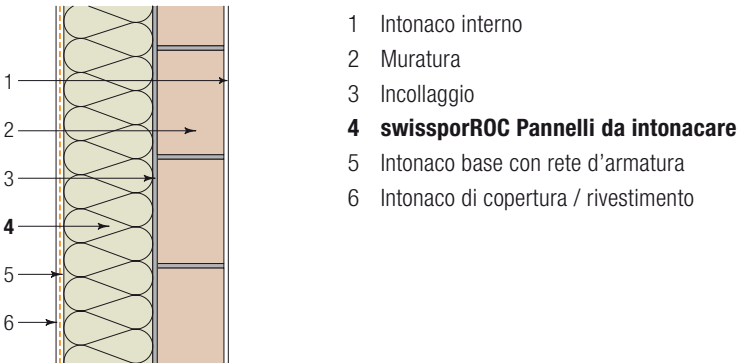 1 Intonaco interno
2 Muratura
3 Incollaggio
4 swissporROC Pannelli da intonacare
5 Intonaco base con rete d'armatura
6 Intonaco di copertura / rivestimento
1
2
3
4
5
6